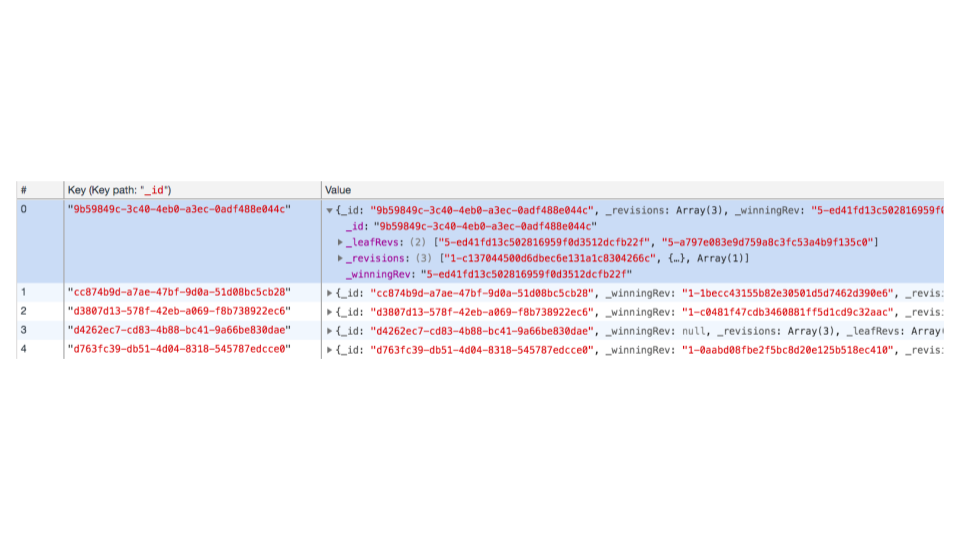 # Key (Key path: "_id") Value
0 "9b59849c-3c40-4eb0-a3ec-0adf488e044c" ▼{_id: "9b59849c-3c40-4eb0-a3ec-0adf488e044c", _revisions: Array(3), _winningRev: "5-ed41fd13c502816959f0
_id: "9b59849c-3c40-4eb0-a3ec-0adf488e044c"
▶_leafRevs: (2) ["5-ed41fd13c502816959f0d3512dcfb22f", "5-a797e083e9d759a8c3fc53a4b9f135c0"]
▶_revisions: (3) ["1-c137044500d6dbec6e131a1c8304266c", {…}, Array(1)]
_winningRev: "5-ed41fd13c502816959f0d3512dcfb22f"
1 "cc874b9d-a7ae-47bf-9d0a-51d08bc5cb28" ▶{_id: "cc874b9d-a7ae-47bf-9d0a-51d08bc5cb28", _winningRev: "1-1becc43155b82e30501d5d7462d390e6", _revis:
2 "d3807d13-578f-42eb-a069-f8b738922ec6" ▶{_id: "d3807d13-578f-42eb-a069-f8b738922ec6", _winningRev: "1-c0481f47cdb3460881ff5d1cd9c32aac", _revis:
3 "d4262ec7-cd83-4b88-bc41-9a66be830dae" ▶{_id: "d4262ec7-cd83-4b88-bc41-9a66be830dae", _winningRev: null, _revisions: Array(3), _leafRevs: Array
4 "d763fc39-db51-4d04-8318-545787edcce0" ▶{_id: "d763fc39-db51-4d04-8318-545787edcce0", _winningRev: "1-0aabd08fbe2f5bc8d20e125b518ec410", _revis: